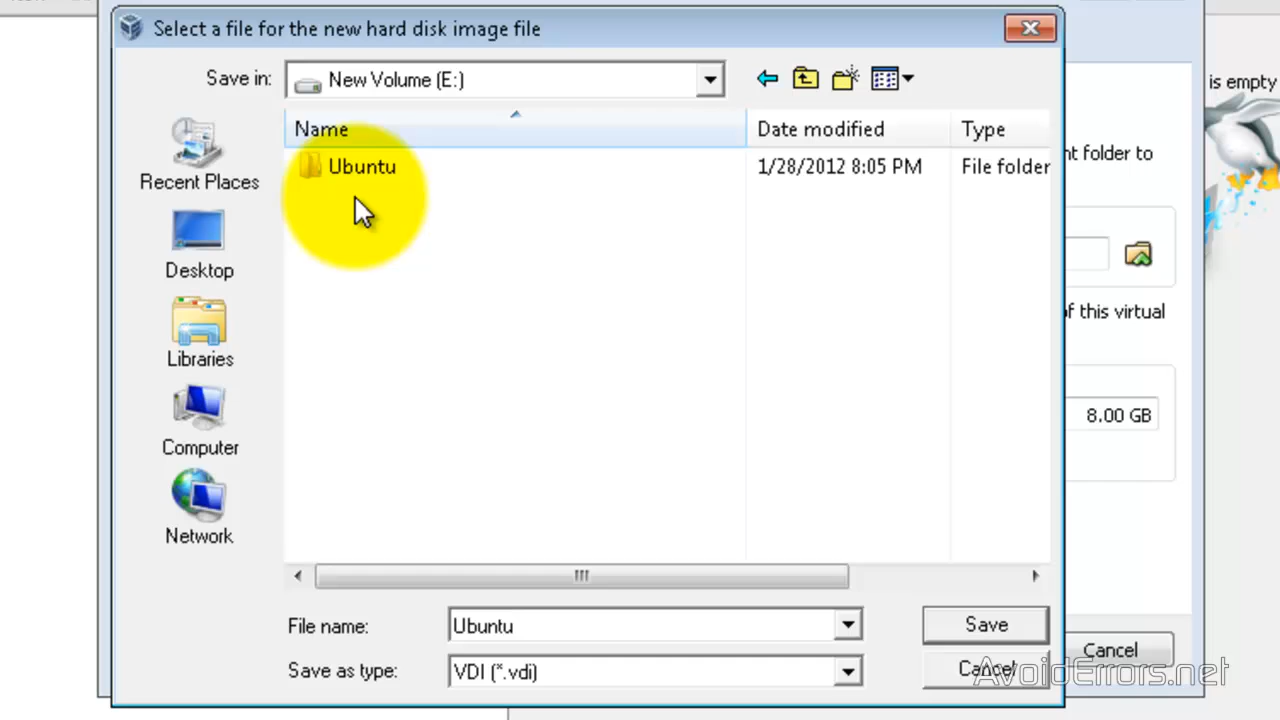 Select a file for the new hard disk image file
Save in:
New Volume (E:)
is empty
Name
Date modified
Type
Ubuntu
1/28/2012 8:05 PM
File folder
nt folder to
Recent Places
Desktop
of this virtual
Libraries
8.00 GB
Computer
Network
File name:
Ubuntu
Save
Save as type:
VDI (*.vdi)
Cancel
Cancel
AvoidErrors.net